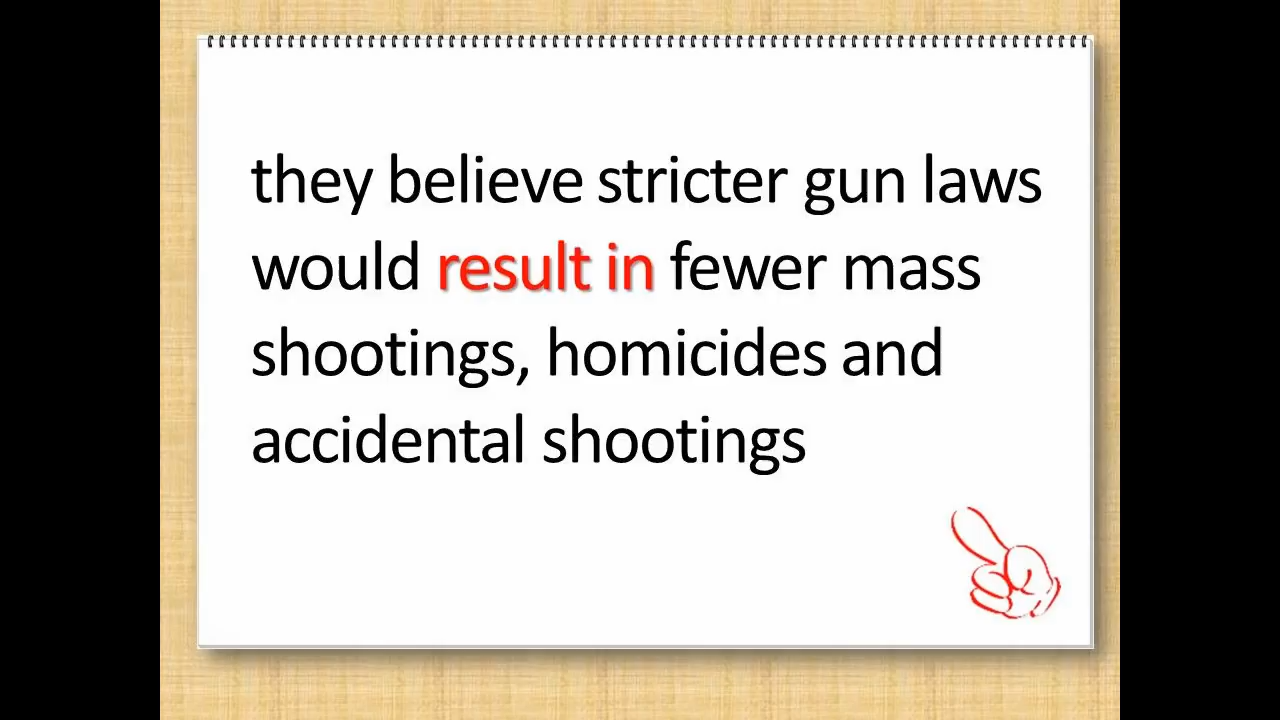 they believe stricter gun laws
would result in fewer mass
shootings, homicides and
accidental shootings